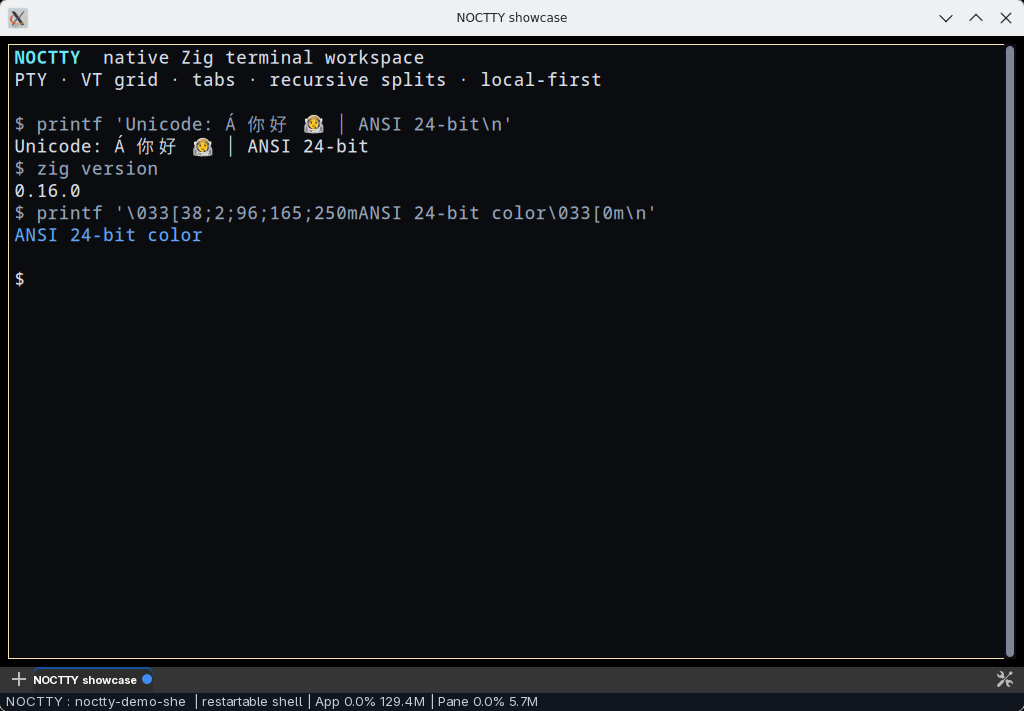 NOCTTY showcase
NOCTTY  native Zig terminal workspace
PTY · VT grid · tabs · recursive splits · local-first
$ printf 'Unicode: Á 你好 👩‍🚀 | ANSI 24-bit\n'
Unicode: Á 你好 👩‍🚀 | ANSI 24-bit
$ zig version
0.16.0
$ printf '\033[38;2;96;165;250mANSI 24-bit color\033[0m\n'
ANSI 24-bit color
$
NOCTTY showcase
NOCTTY : noctty-demo-she | restartable shell | App 0.0% 129.4M | Pane 0.0% 5.7M